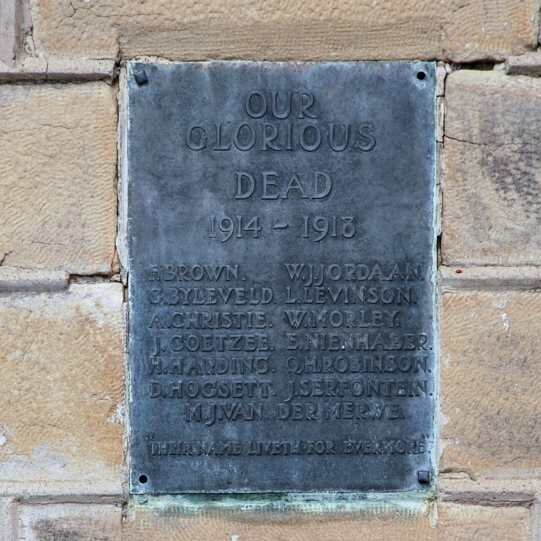 OUR
GLORIOUS
DEAD
1914 - 1918
F.BROWN. W.J.JORDAAN.
G.BYLEVELD. L.LEVINSON.
A.CHRISTIE. W.MORLEY.
J.COETZEE. E.NIENHABER.
H.HARDING. P.H.ROBINSON.
D.HOGSETT. J.SERFONTEIN.
N.J.VAN DER MERWE.
"THEIR NAME LIVETH FOR EVERMORE"